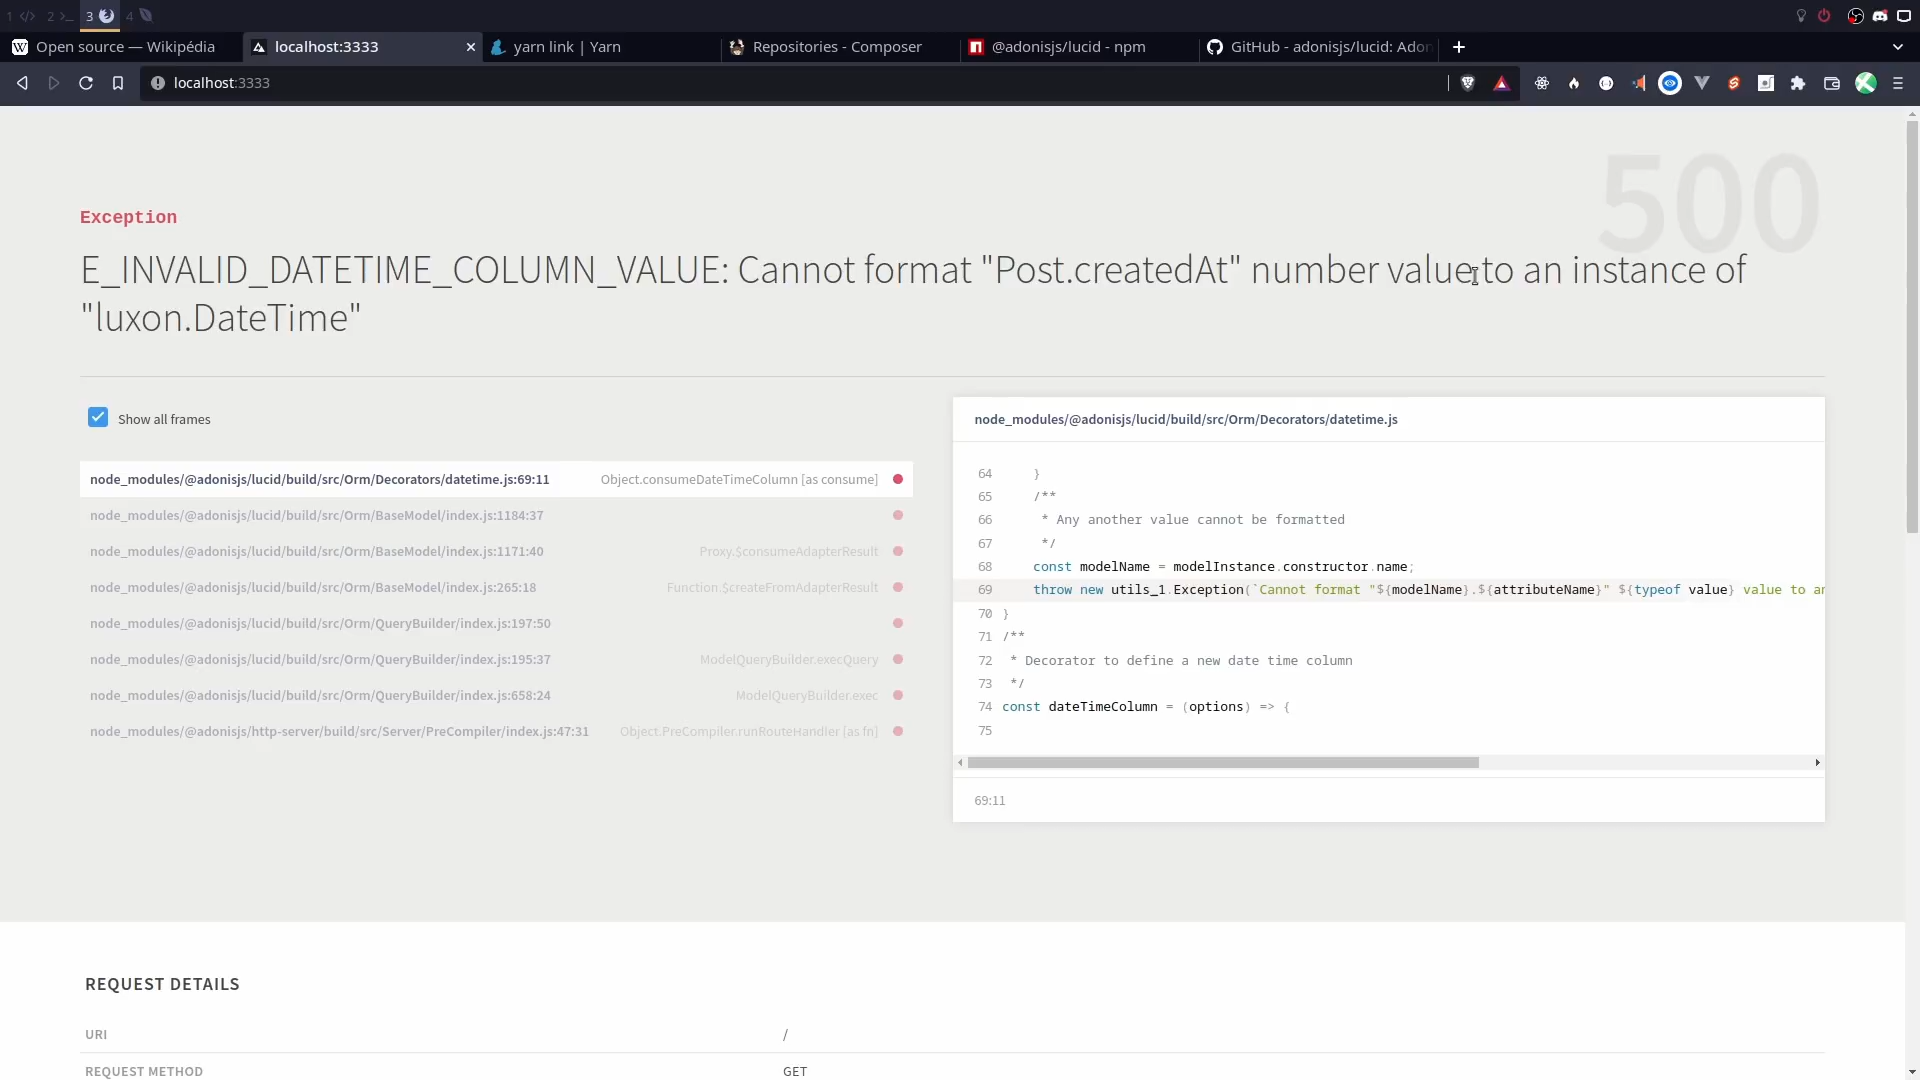 1 </> 2 >_ 3 4
Open source — Wikipédia
localhost:3333
yarn link | Yarn
Repositories - Composer
@adonisjs/lucid - npm
GitHub - adonisjs/lucid: Adon
localhost:3333
500
Exception
E_INVALID_DATETIME_COLUMN_VALUE: Cannot format "Post.createdAt" number value to an instance of
"luxon.DateTime"
Show all frames
node_modules/@adonisjs/lucid/build/src/Orm/Decorators/datetime.js:69:11 Object.consumeDateTimeColumn [as consume]
node_modules/@adonisjs/lucid/build/src/Orm/BaseModel/index.js:1184:37
node_modules/@adonisjs/lucid/build/src/Orm/BaseModel/index.js:1171:40 Proxy.$consumeAdapterResult
node_modules/@adonisjs/lucid/build/src/Orm/BaseModel/index.js:265:18 Function.$createFromAdapterResult
node_modules/@adonisjs/lucid/build/src/Orm/QueryBuilder/index.js:197:50
node_modules/@adonisjs/lucid/build/src/Orm/QueryBuilder/index.js:195:37 ModelQueryBuilder.execQuery
node_modules/@adonisjs/lucid/build/src/Orm/QueryBuilder/index.js:658:24 ModelQueryBuilder.exec
node_modules/@adonisjs/http-server/build/src/Server/PreCompiler/index.js:47:31 Object.PreCompiler.runRouteHandler [as fn]
node_modules/@adonisjs/lucid/build/src/Orm/Decorators/datetime.js
64 }
65 /**
66 * Any another value cannot be formatted
67 */
68 const modelName = modelInstance.constructor.name;
69 throw new utils_1.Exception(`Cannot format "${modelName}.${attributeName}" ${typeof value} value to an
70 }
71 /**
72 * Decorator to define a new date time column
73 */
74 const dateTimeColumn = (options) => {
75
69:11
REQUEST DETAILS
URI /
REQUEST METHOD GET